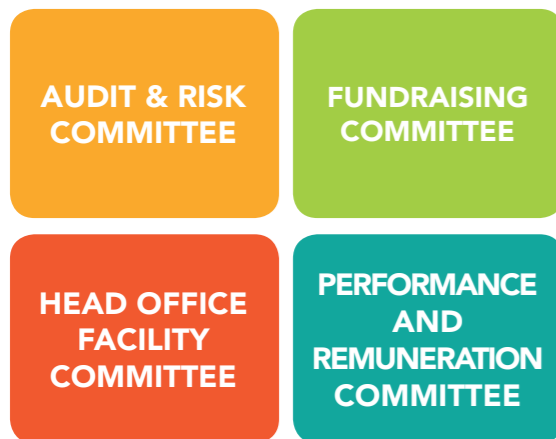 AUDIT & RISK
COMMITTEE
FUNDRAISING
COMMITTEE
HEAD OFFICE
FACILITY
COMMITTEE
PERFORMANCE
AND
REMUNERATION
COMMITTEE